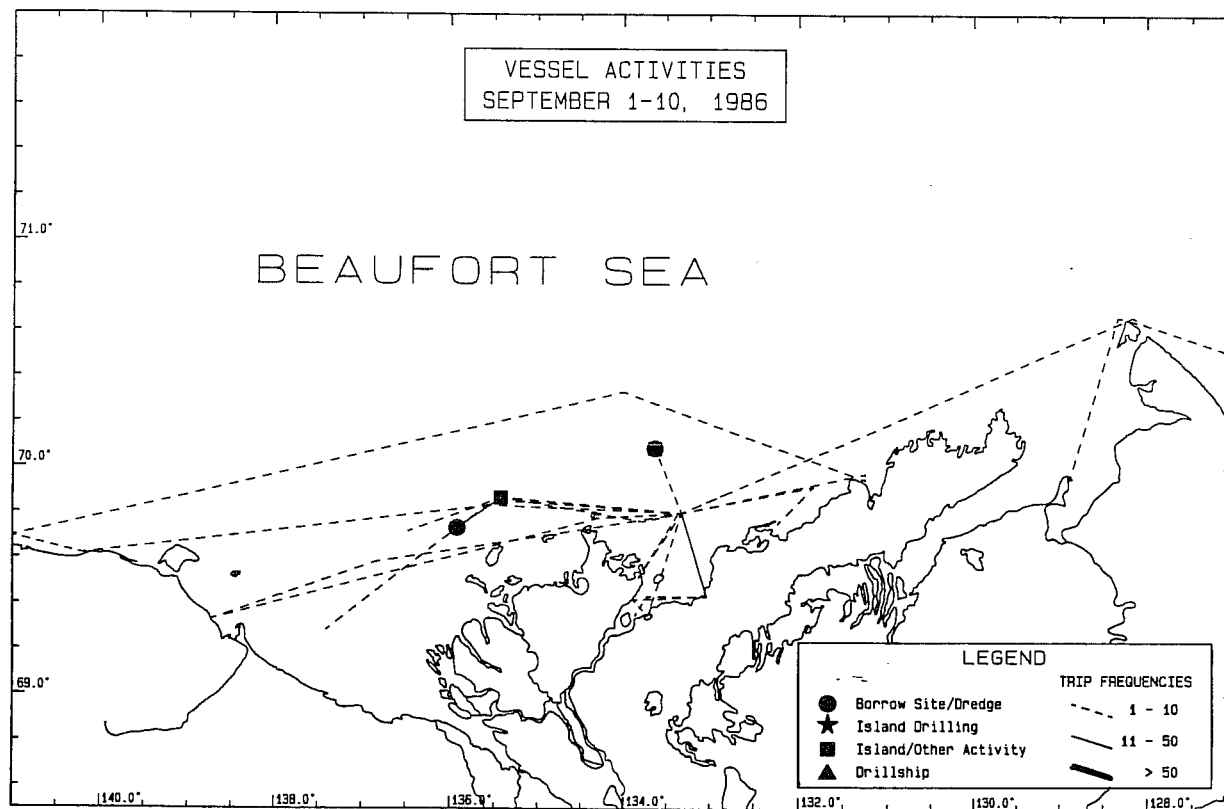 VESSEL ACTIVITIES
SEPTEMBER 1-10, 1986
71.0°
BEAUFORT SEA
70.0°
69.0°
LEGEND
TRIP FREQUENCIES
Borrow Site/Dredge
1 - 10
Island Drilling
11 - 50
Island/Other Activity
> 50
Drillship
140.0° 138.0° 136.0° 134.0° 132.0° 130.0° 128.0°